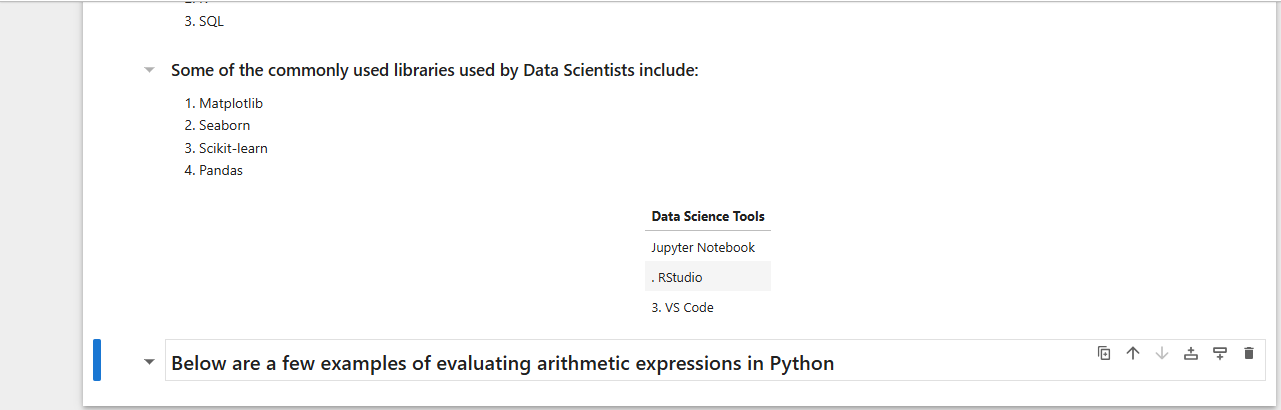 3. SQL
Some of the commonly used libraries used by Data Scientists include:
1. Matplotlib
2. Seaborn
3. Scikit-learn
4. Pandas
Data Science Tools
Jupyter Notebook
. RStudio
3. VS Code
Below are a few examples of evaluating arithmetic expressions in Python